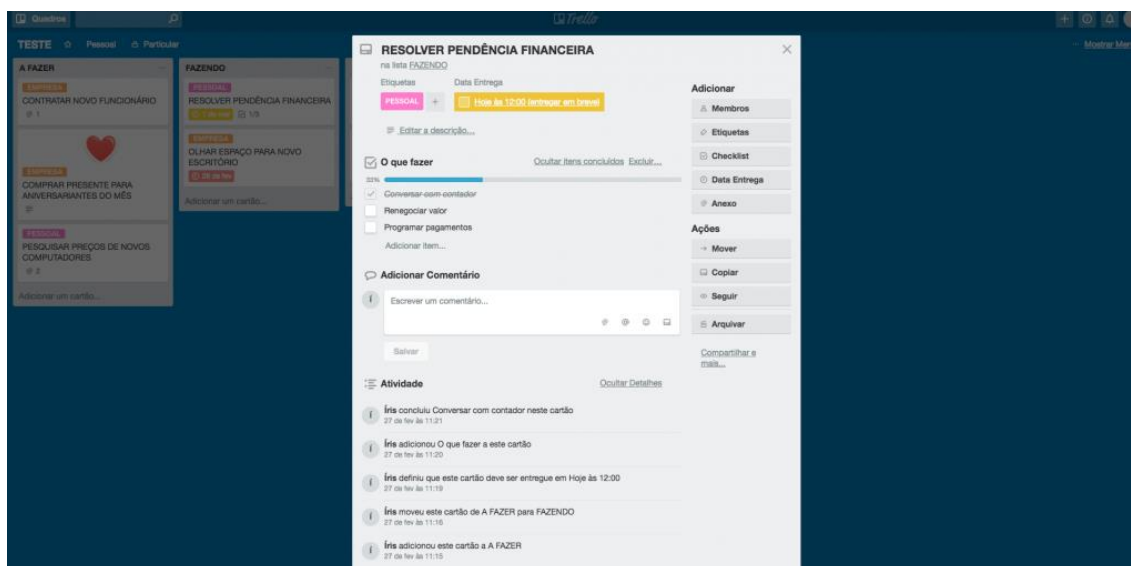 Quadros
Trello
TESTE Pessoal Particular
Mostrar Men
A FAZER
EMPRESA
CONTRATAR NOVO FUNCIONÁRIO
1
EMPRESA
COMPRAR PRESENTE PARA
ANIVERSARIANTES DO MÊS
PESSOAL
PESQUISAR PREÇOS DE NOVOS
COMPUTADORES
2
Adicionar um cartão...
FAZENDO
PESSOAL
RESOLVER PENDÊNCIA FINANCEIRA
1/3
EMPRESA
OLHAR ESPAÇO PARA NOVO
ESCRITÓRIO
28 de fev
Adicionar um cartão...
RESOLVER PENDÊNCIA FINANCEIRA
na lista FAZENDO
Etiquetas Data Entrega
PESSOAL + Hoje às 12:00 (entregar em breve)
Editar a descrição...
O que fazer Ocultar itens concluídos Excluir...
33%
Conversar com contador
Renegociar valor
Programar pagamentos
Adicionar item...
Adicionar Comentário
Í
Escrever um comentário...
Salvar
Atividade Ocultar Detalhes
Í Íris concluiu Conversar com contador neste cartão
27 de fev às 11:21
Í Íris adicionou O que fazer a este cartão
27 de fev às 11:20
Í Íris definiu que este cartão deve ser entregue em Hoje às 12:00
27 de fev às 11:19
Í Íris moveu este cartão de A FAZER para FAZENDO
27 de fev às 11:16
Í Íris adicionou este cartão a A FAZER
27 de fev às 11:15
Adicionar
Membros
Etiquetas
Checklist
Data Entrega
Anexo
Ações
Mover
Copiar
Seguir
Arquivar
Compartilhar e
mais...